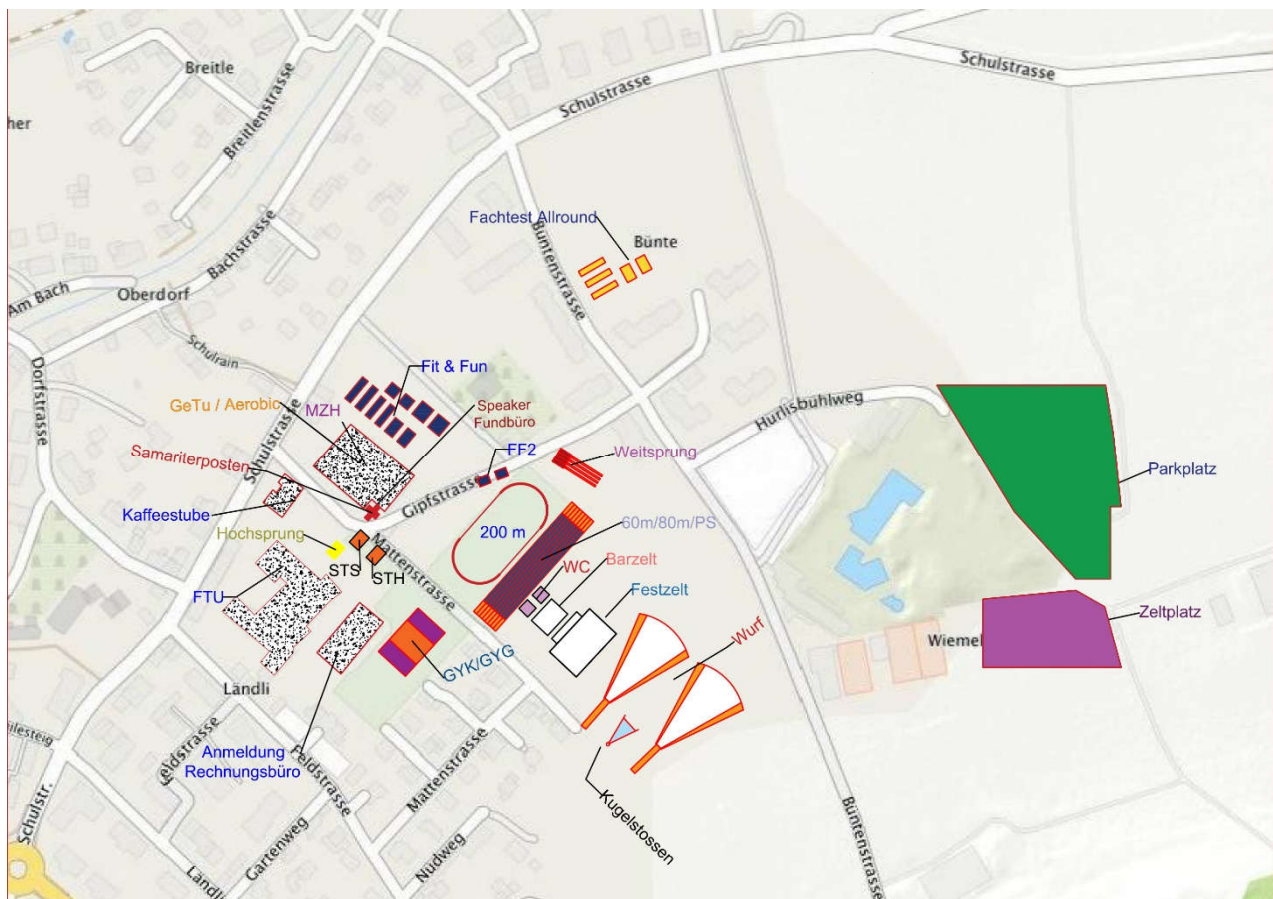 Breitle
Breitlenstrasse
Schulstrasse
Schulstrasse
her
Bachstrasse
Fachtest Allround
Büntenstrasse
Bünte
Am Bach
Oberdorf
Schulrain
Dorfstrasse
Fit & Fun
GeTu / Aerobic
MZH
Speaker
Fundbüro
Hurlisbühlweg
Schulstrasse
Samariterposten
FF2
Weitsprung
Parkplatz
Kaffeestube
Gipfstrasse
200 m
60m/80m/PS
Hochsprung
Mattenstrasse
STS
STH
WC
Barzelt
FTU
Festzelt
Zeltplatz
Wurf
Wiemel
GYK/GYG
Ländli
Anmeldung
Rechnungsbüro
Feldstrasse
Feldstrasse
Mattenstrasse
eilesteig
Schulstr.
Kugelstossen
Gartenweg
Nüdweg
Büntenstrasse
Ländli